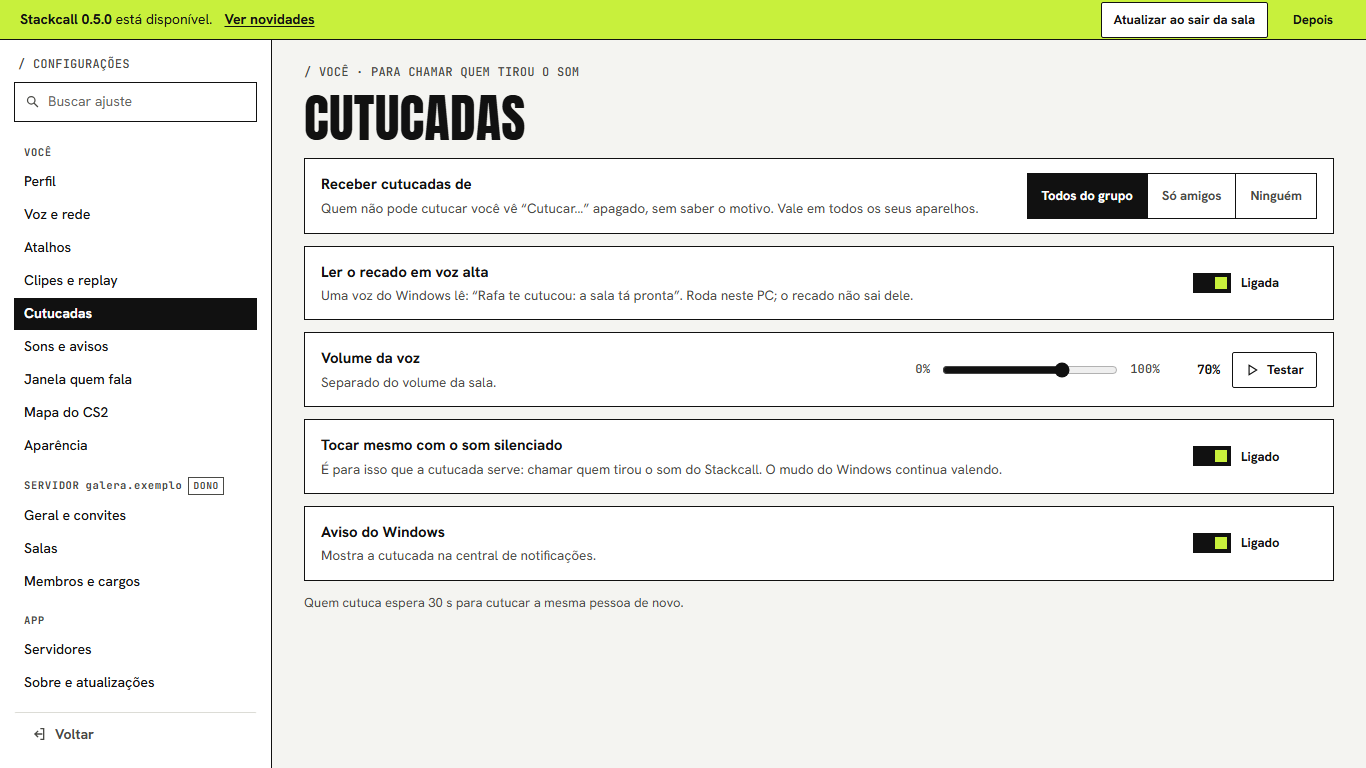 Stackcall 0.5.0 está disponível. Ver novidades
Atualizar ao sair da sala
Depois
/ CONFIGURAÇÕES
Buscar ajuste
VOCÊ
Perfil
Voz e rede
Atalhos
Clipes e replay
Cutucadas
Sons e avisos
Janela quem fala
Mapa do CS2
Aparência
SERVIDOR galera.exemplo DONO
Geral e convites
Salas
Membros e cargos
APP
Servidores
Sobre e atualizações
Voltar
/ VOCÊ · PARA CHAMAR QUEM TIROU O SOM
CUTUCADAS
Receber cutucadas de
Quem não pode cutucar você vê “Cutucar…” apagado, sem saber o motivo. Vale em todos os seus aparelhos.
Todos do grupo
Só amigos
Ninguém
Ler o recado em voz alta
Uma voz do Windows lê: “Rafa te cutucou: a sala tá pronta”. Roda neste PC; o recado não sai dele.
Ligada
Volume da voz
Separado do volume da sala.
0%
100%
70%
Testar
Tocar mesmo com o som silenciado
É para isso que a cutucada serve: chamar quem tirou o som do Stackcall. O mudo do Windows continua valendo.
Ligado
Aviso do Windows
Mostra a cutucada na central de notificações.
Ligado
Quem cutuca espera 30 s para cutucar a mesma pessoa de novo.